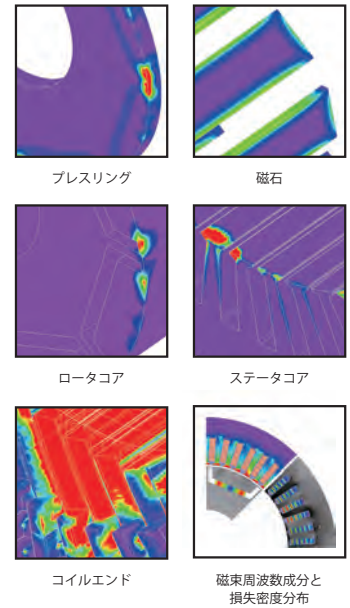 プレスリング
磁石
ロータコア
ステータコア
コイルエンド
磁束周波数成分と
損失密度分布